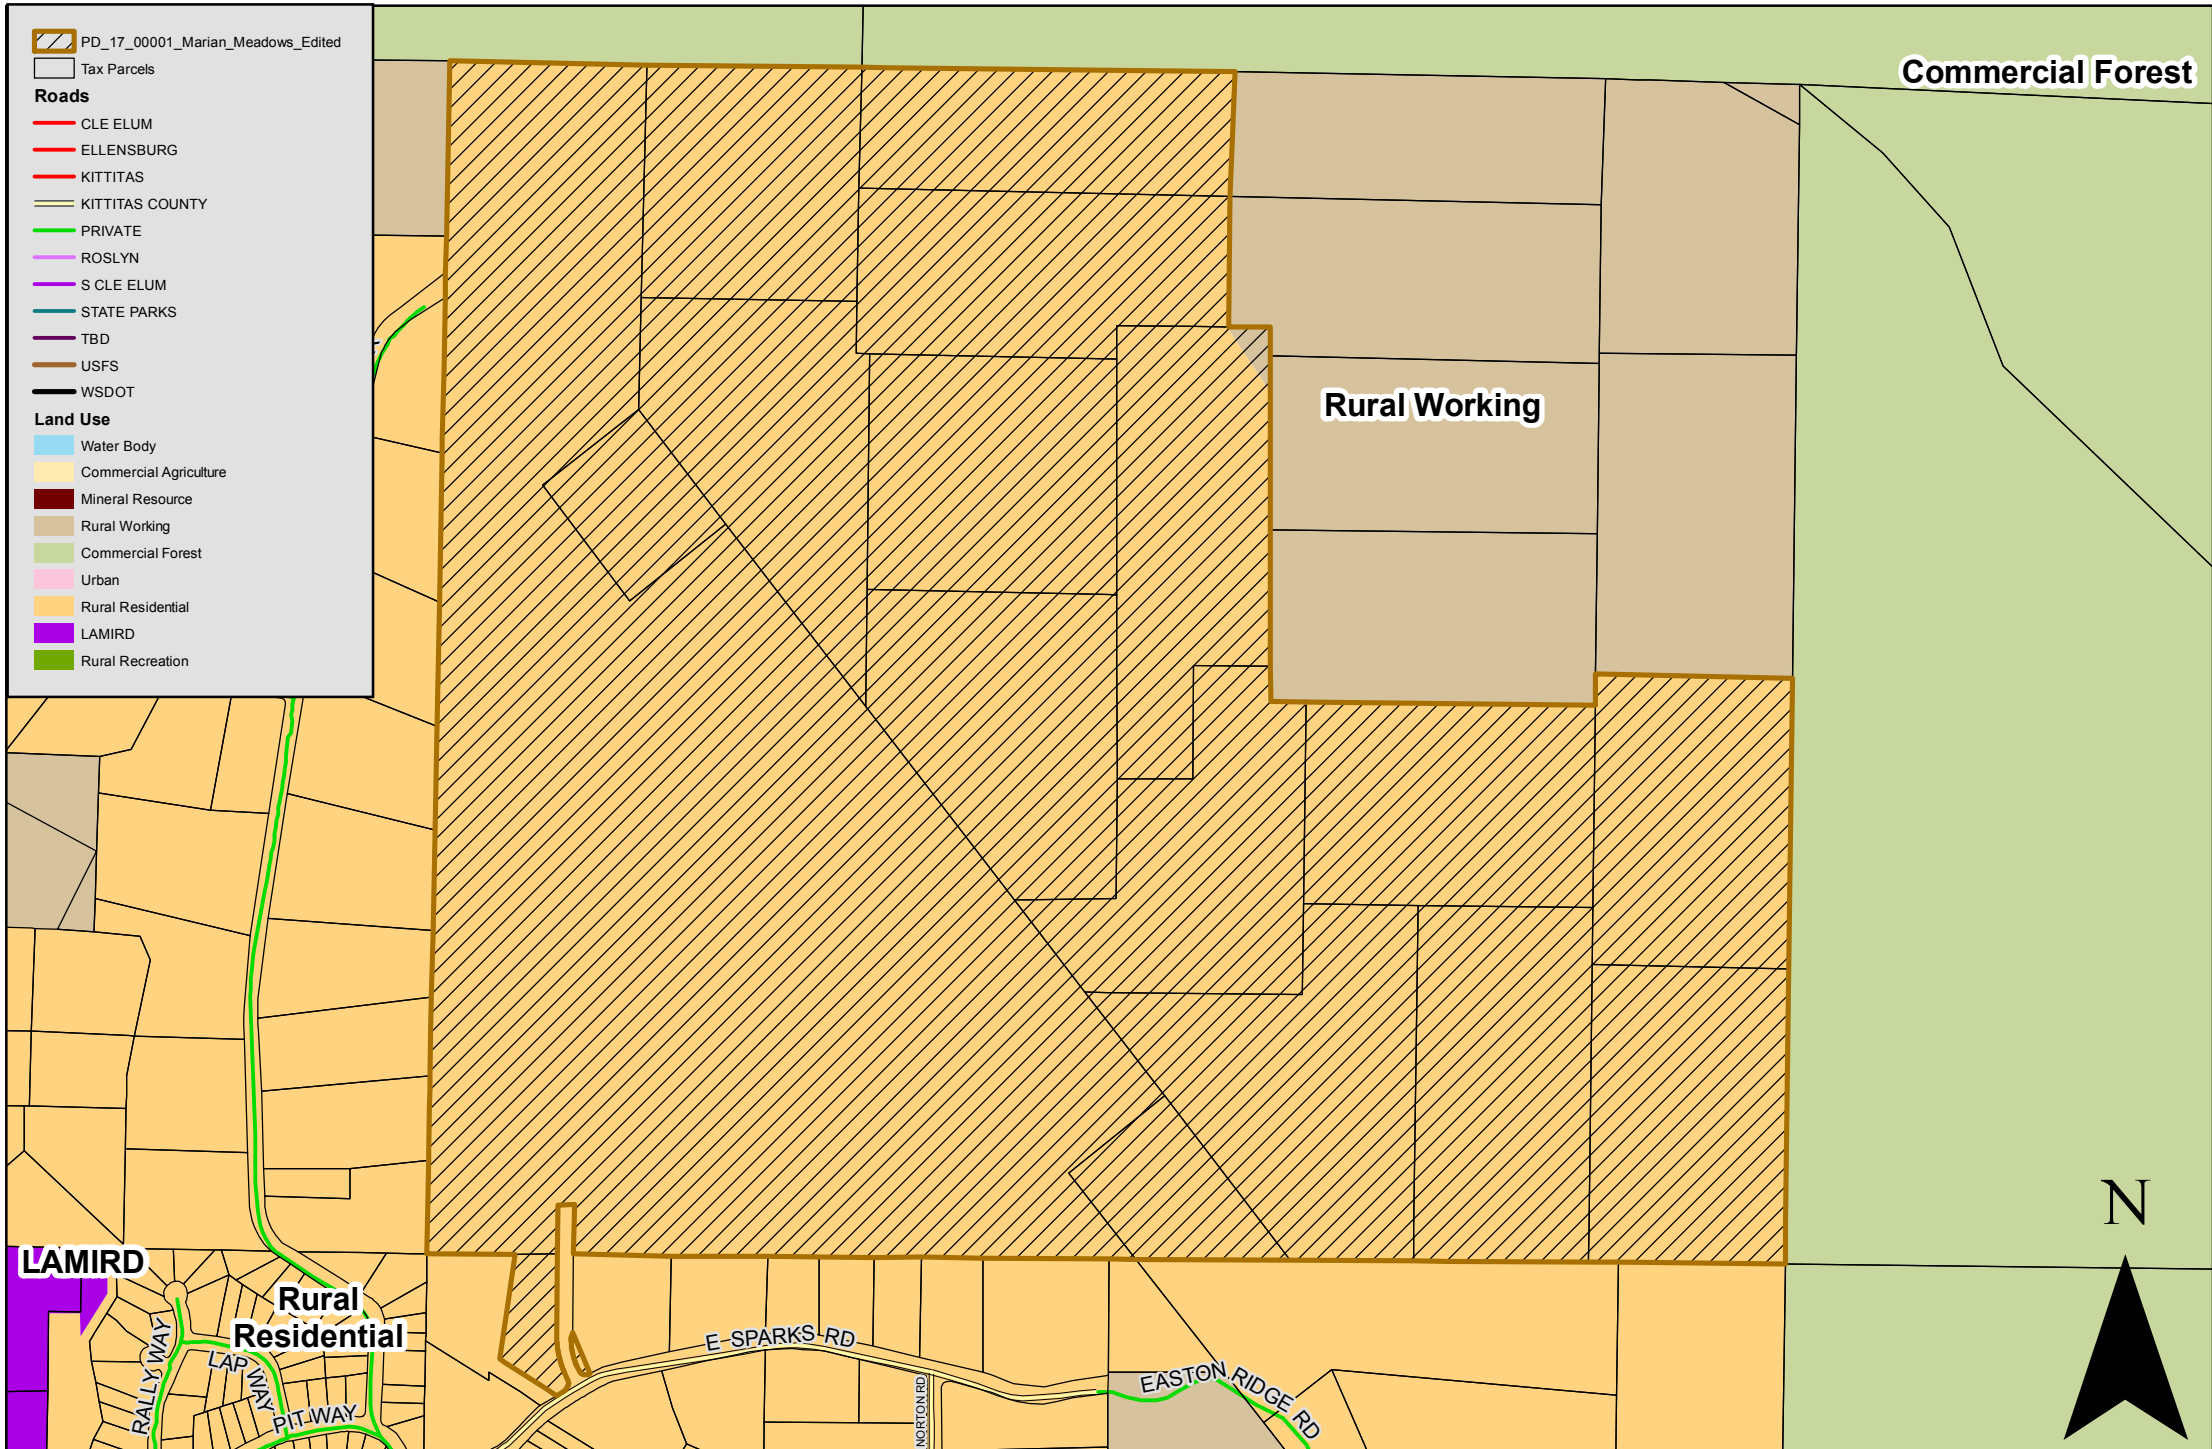 PD_17_00001_Marian_Meadows_Edited
Tax Parcels
Roads
CLE ELUM
ELLENSBURG
KITTITAS
KITTITAS COUNTY
PRIVATE
ROSLYN
S CLE ELUM
STATE PARKS
TBD
USFS
WSDOT
Land Use
Water Body
Commercial Agriculture
Mineral Resource
Rural Working
Commercial Forest
Urban
Rural Residential
LAMIRD
Rural Recreation
Commercial Forest
Rural Working
N
LAMIRD
Rural
Residential
E SPARKS RD
EASTON RIDGE RD
NORTON RD
RALLY WAY
LAP WAY
PIT WAY